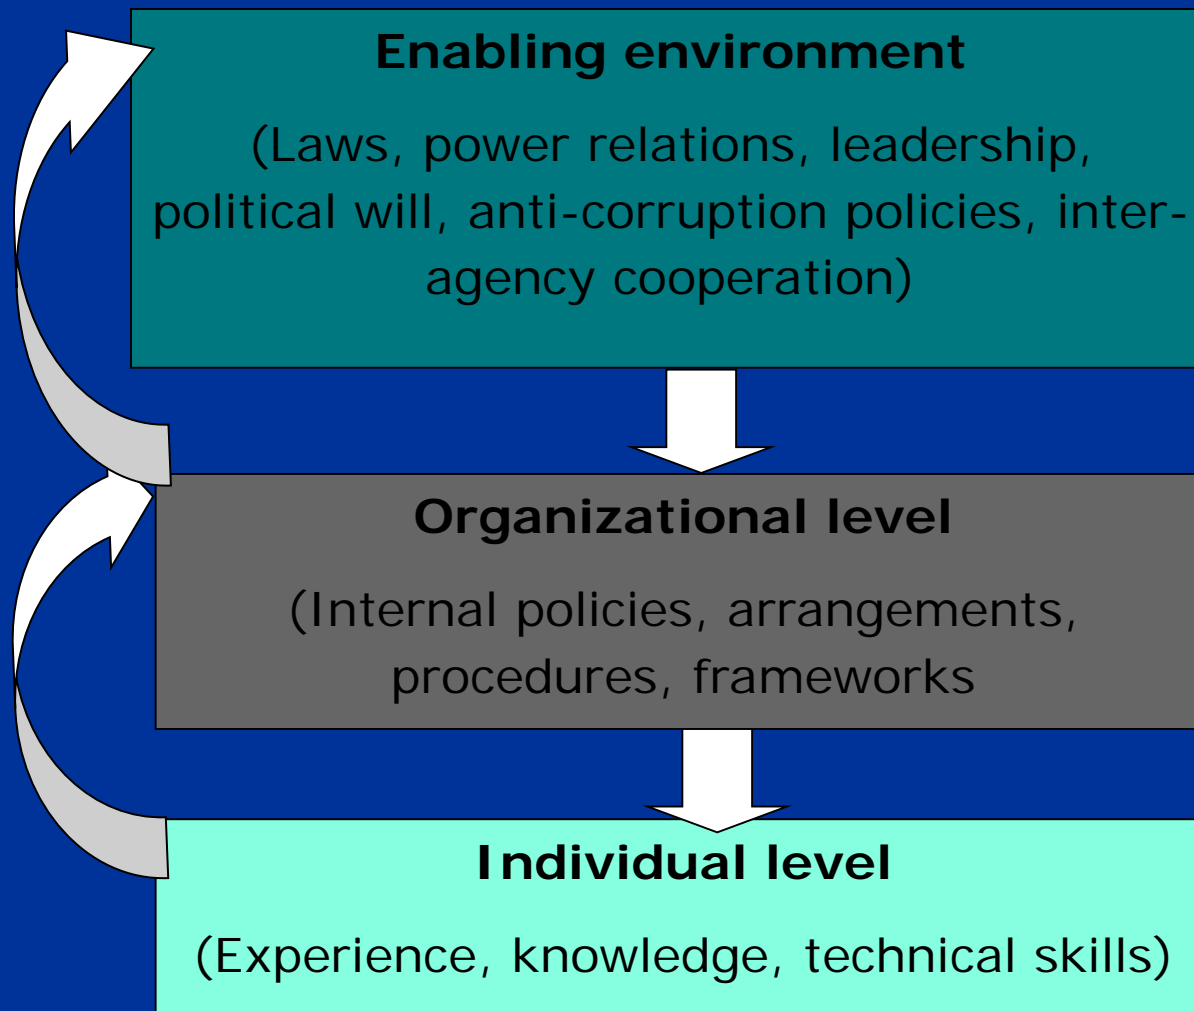 Enabling environment
(Laws, power relations, leadership,
political will, anti-corruption policies, inter-
agency cooperation)
Organizational level
(Internal policies, arrangements,
procedures, frameworks
Individual level
(Experience, knowledge, technical skills)